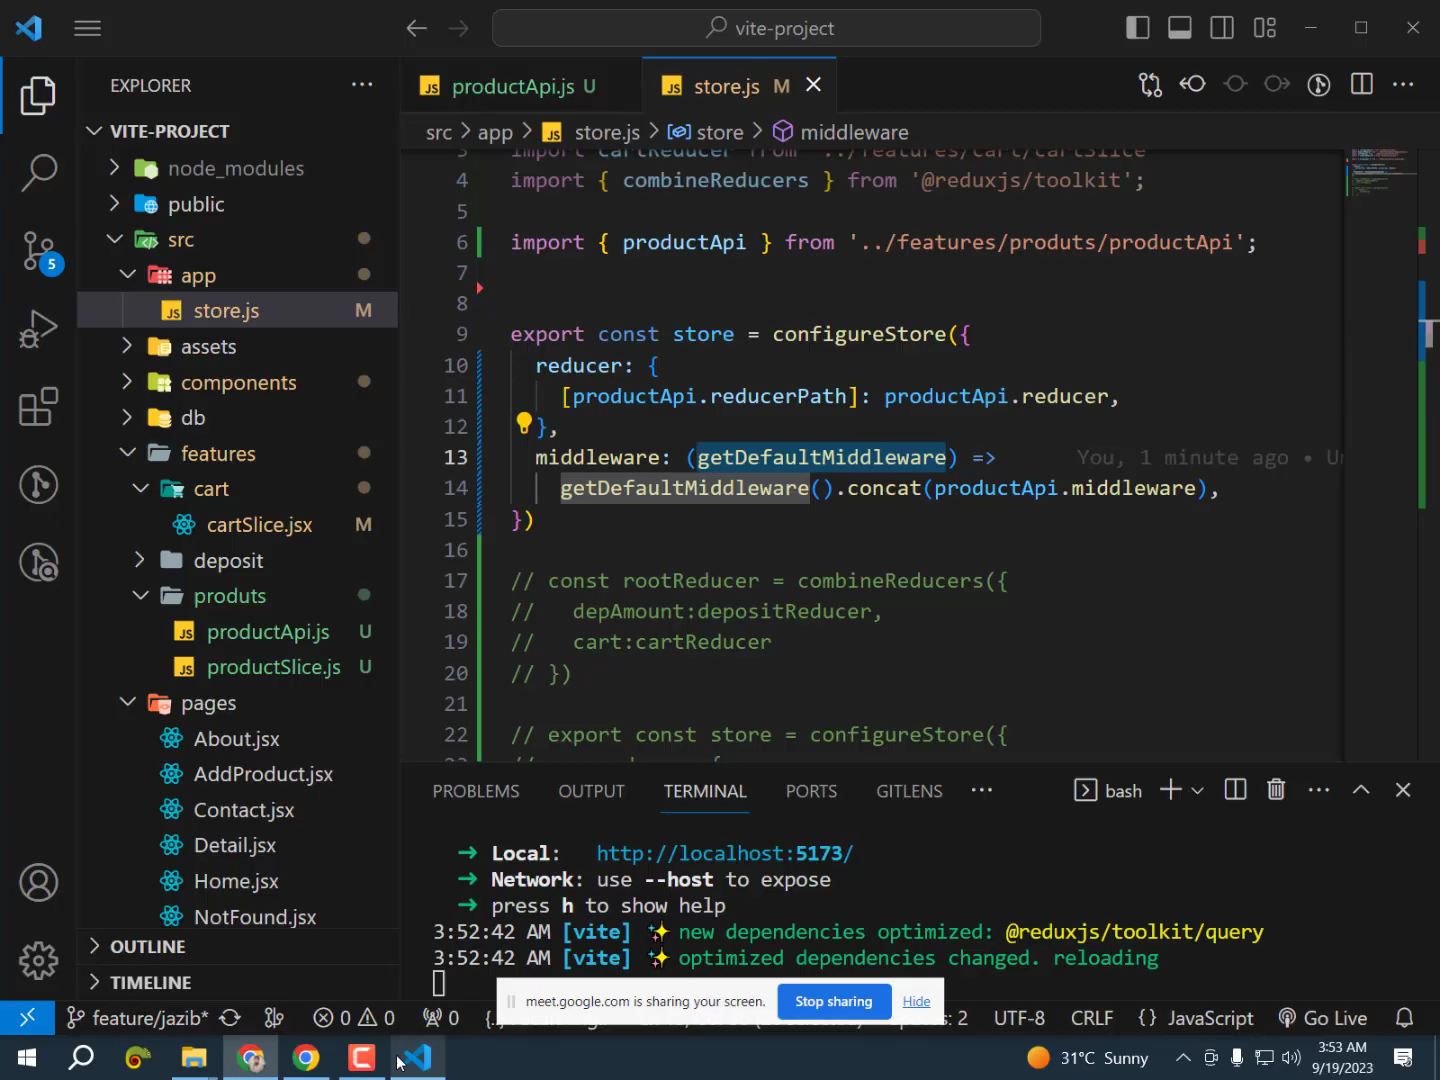 vite-project
EXPLORER
VITE-PROJECT
node_modules
public
src
app
store.js M
assets
components
db
features
cart
cartSlice.jsx M
deposit
produts
productApi.js U
productSlice.js U
pages
About.jsx
AddProduct.jsx
Contact.jsx
Detail.jsx
Home.jsx
NotFound.jsx
OUTLINE
TIMELINE
5
productApi.js U
store.js M
src > app > store.js > store > middleware
3 import cartReducer from '../features/cart/cartSlice'
4 import { combineReducers } from '@reduxjs/toolkit';
5
6 import { productApi } from '../features/produts/productApi';
7
8
9 export const store = configureStore({
10 reducer: {
11 [productApi.reducerPath]: productApi.reducer,
12 },
13 middleware: (getDefaultMiddleware) => You, 1 minute ago •
14 getDefaultMiddleware().concat(productApi.middleware),
15 })
16
17 // const rootReducer = combineReducers({
18 // depAmount:depositReducer,
19 // cart:cartReducer
20 // })
21
22 // export const store = configureStore({
PROBLEMS OUTPUT TERMINAL PORTS GITLENS
bash
➜ Local: http://localhost:5173/
➜ Network: use --host to expose
➜ press h to show help
3:52:42 AM [vite] ✨ new dependencies optimized: @reduxjs/toolkit/query
3:52:42 AM [vite] ✨ optimized dependencies changed. reloading
meet.google.com is sharing your screen. Stop sharing Hide
feature/jazib* 0 0 0 UTF-8 CRLF {} JavaScript Go Live
31°C Sunny
3:53 AM
9/19/2023